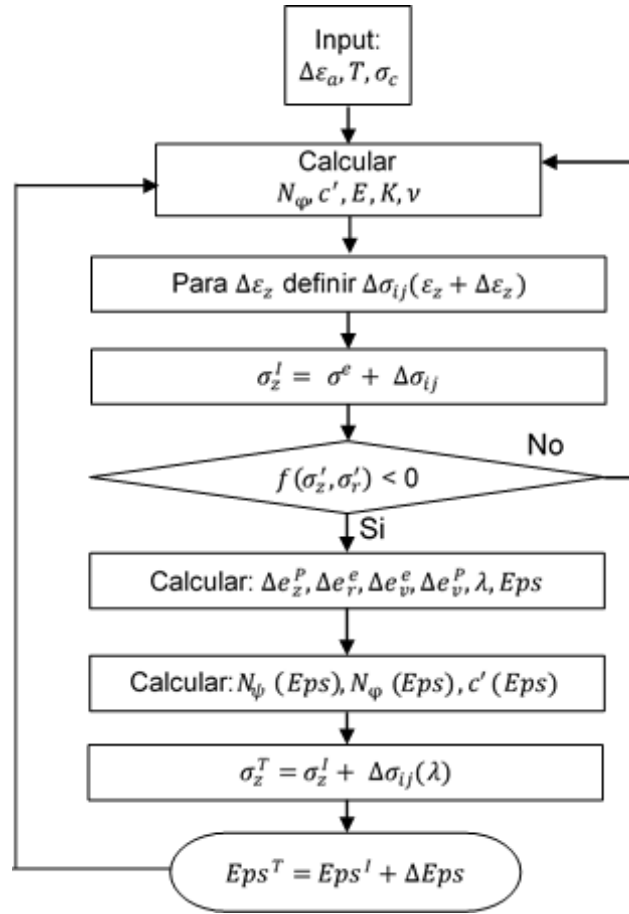 Input:
Δε_a, T, σ_c
Calcular
N_φ, c′, E, K, ν
Para Δε_z definir Δσ_ij(ε_z + Δε_z)
σ_z^I = σ^e + Δσ_ij
No
f(σ′_z, σ′_r) < 0
Si
Calcular: Δe_z^P, Δe_r^e, Δe_v^e, Δe_v^P, λ, Eps
Calcular: N_ψ (Eps), N_φ (Eps), c′ (Eps)
σ_z^T = σ_z^I + Δσ_ij(λ)
Eps^T = Eps^I + ΔEps